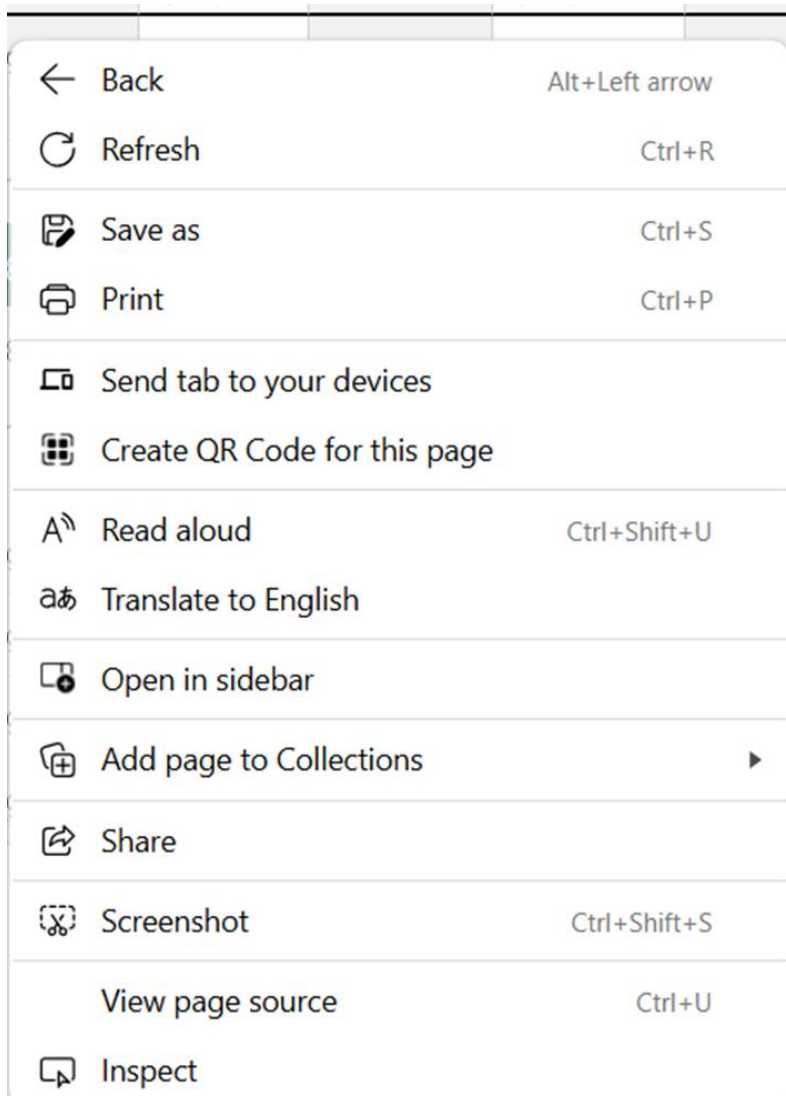 Back Alt+Left arrow
Refresh Ctrl+R
Save as Ctrl+S
Print Ctrl+P
Send tab to your devices
Create QR Code for this page
A Read aloud Ctrl+Shift+U
aあ Translate to English
Open in sidebar
Add page to Collections
Share
Screenshot Ctrl+Shift+S
View page source Ctrl+U
Inspect